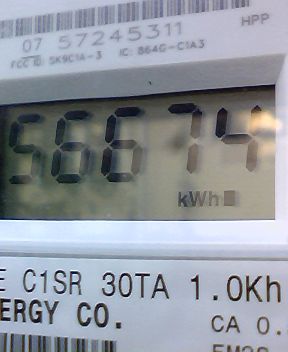 HPP
07 57245311
FCC ID: SK9C1A-3 IC: 864G-C1A3
56674
kWh
E C1SR 30TA 1.0Kh
ERGY CO. CA 0.
EM2S